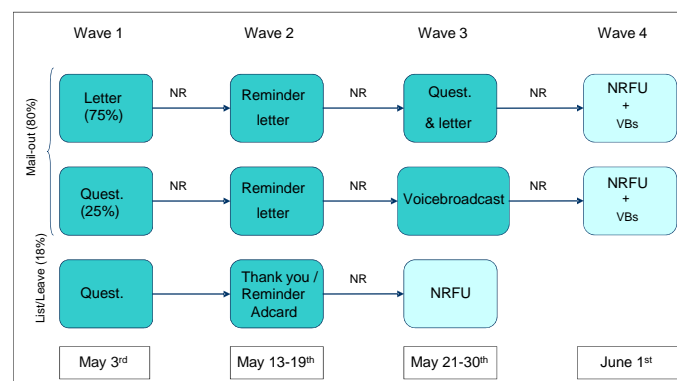 Wave 1
Wave 2
Wave 3
Wave 4
Mail-out (80%)
Letter
(75%)
NR
Reminder
letter
NR
Quest.
& letter
NR
NRFU
+
VBs
Quest.
(25%)
NR
Reminder
letter
NR
Voicebroadcast
NR
NRFU
+
VBs
List/Leave (18%)
Quest.
Thank you /
Reminder
Adcard
NR
NRFU
May 3rd
May 13-19th
May 21-30th
June 1st